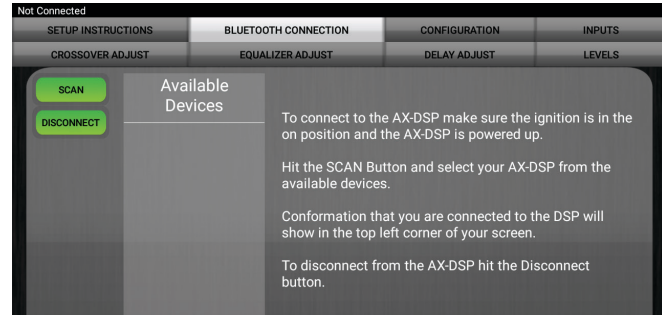 Not Connected
SETUP INSTRUCTIONS BLUETOOTH CONNECTION CONFIGURATION INPUTS
CROSSOVER ADJUST EQUALIZER ADJUST DELAY ADJUST LEVELS
SCAN
DISCONNECT
Available
Devices
To connect to the AX-DSP make sure the ignition is in the
on position and the AX-DSP is powered up.
Hit the SCAN Button and select your AX-DSP from the
available devices.
Conformation that you are connected to the DSP will
show in the top left corner of your screen.
To disconnect from the AX-DSP hit the Disconnect
button.